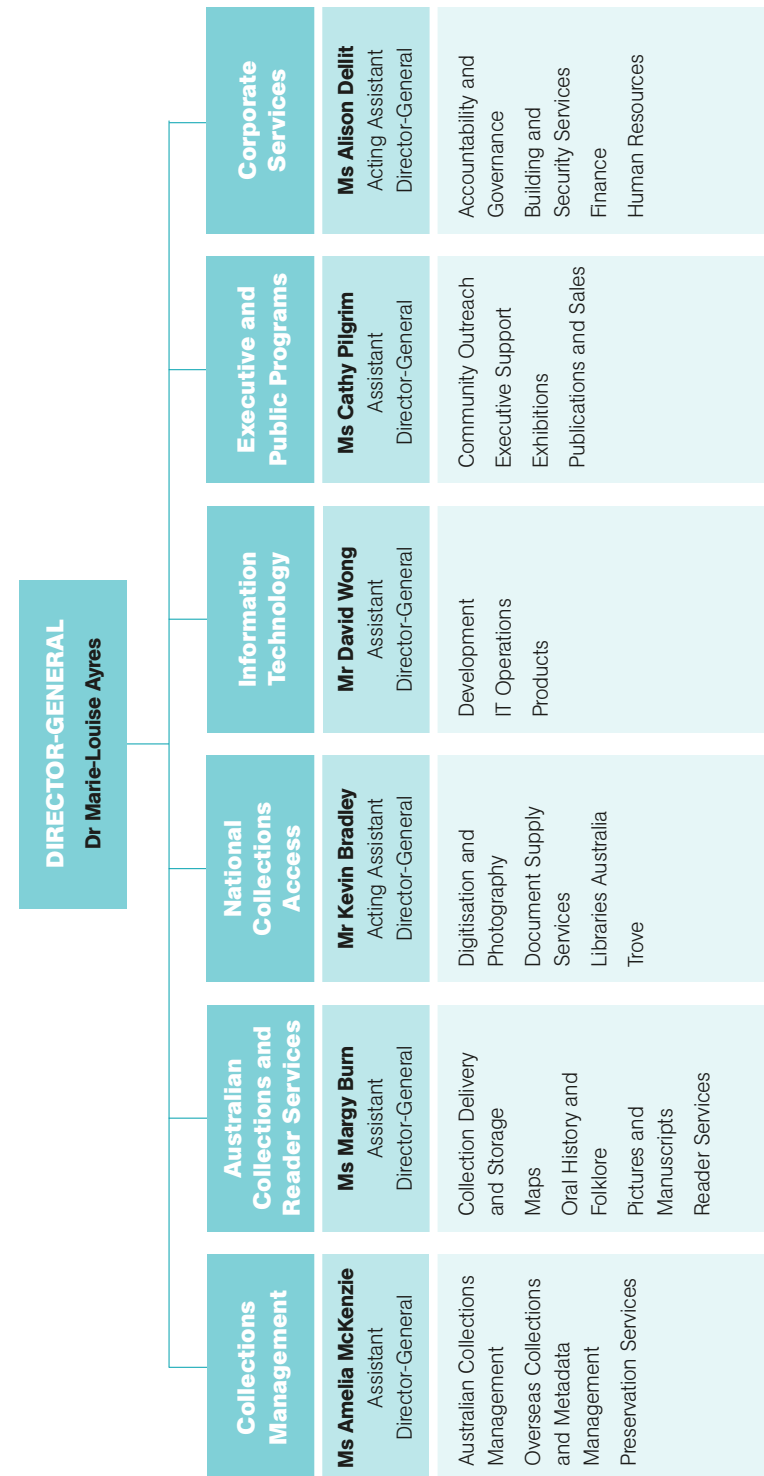 DIRECTOR-GENERAL
Dr Marie-Louise Ayres
Collections
Management
Ms Amelia McKenzie
Assistant
Director-General
Australian Collections
Management
Overseas Collections
and Metadata
Management
Preservation Services
Australian
Collections and
Reader Services
Ms Margy Burn
Assistant
Director-General
Collection Delivery
and Storage
Maps
Oral History and
Folklore
Pictures and
Manuscripts
Reader Services
National
Collections
Access
Mr Kevin Bradley
Acting Assistant
Director-General
Digitisation and
Photography
Document Supply
Services
Libraries Australia
Trove
Information
Technology
Mr David Wong
Assistant
Director-General
Development
IT Operations
Products
Executive and
Public Programs
Ms Cathy Pilgrim
Assistant
Director-General
Community Outreach
Executive Support
Exhibitions
Publications and Sales
Corporate
Services
Ms Alison Dellit
Acting Assistant
Director-General
Accountability and
Governance
Building and
Security Services
Finance
Human Resources